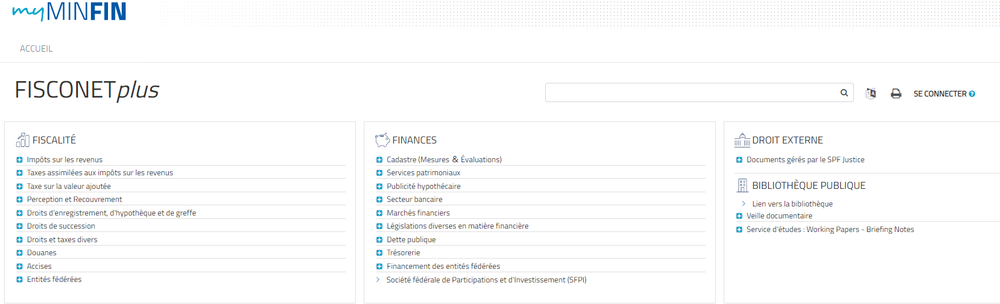 myMINFIN
ACCUEIL
FISCONETplus
SE CONNECTER ?
FISCALITÉ
Impôts sur les revenus
Taxes assimilées aux impôts sur les revenus
Taxe sur la valeur ajoutée
Perception et Recouvrement
Droits d'enregistrement, d'hypothèque et de greffe
Droits de succession
Droits et taxes divers
Douanes
Accises
Entités fédérées
FINANCES
Cadastre (Mesures & Évaluations)
Services patrimoniaux
Publicité hypothécaire
Secteur bancaire
Marchés financiers
Législations diverses en matière financière
Dette publique
Trésorerie
Financement des entités fédérées
Société fédérale de Participations et d'Investissement (SFPI)
DROIT EXTERNE
Documents gérés par le SPF Justice
BIBLIOTHÈQUE PUBLIQUE
Lien vers la bibliothèque
Veille documentaire
Service d'études : Working Papers - Briefing Notes